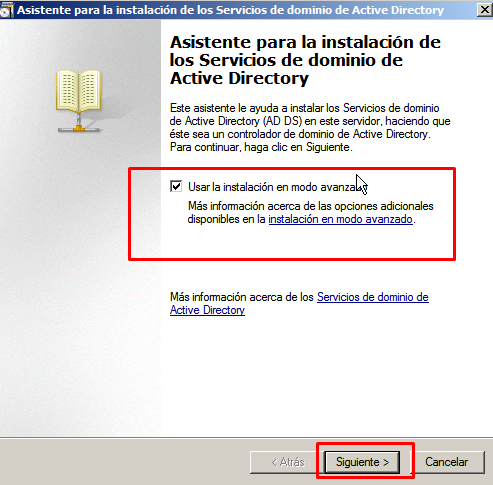 Asistente para la instalación de los Servicios de dominio de Active Directory
Asistente para la instalación de
los Servicios de dominio de
Active Directory
Este asistente le ayuda a instalar los Servicios de dominio
de Active Directory (AD DS) en este servidor, haciendo que
éste sea un controlador de dominio de Active Directory.
Para continuar, haga clic en Siguiente.
Usar la instalación en modo avanzado
Más información acerca de las opciones adicionales
disponibles en la instalación en modo avanzado.
Más información acerca de los Servicios de dominio de
Active Directory
< Atrás
Siguiente >
Cancelar